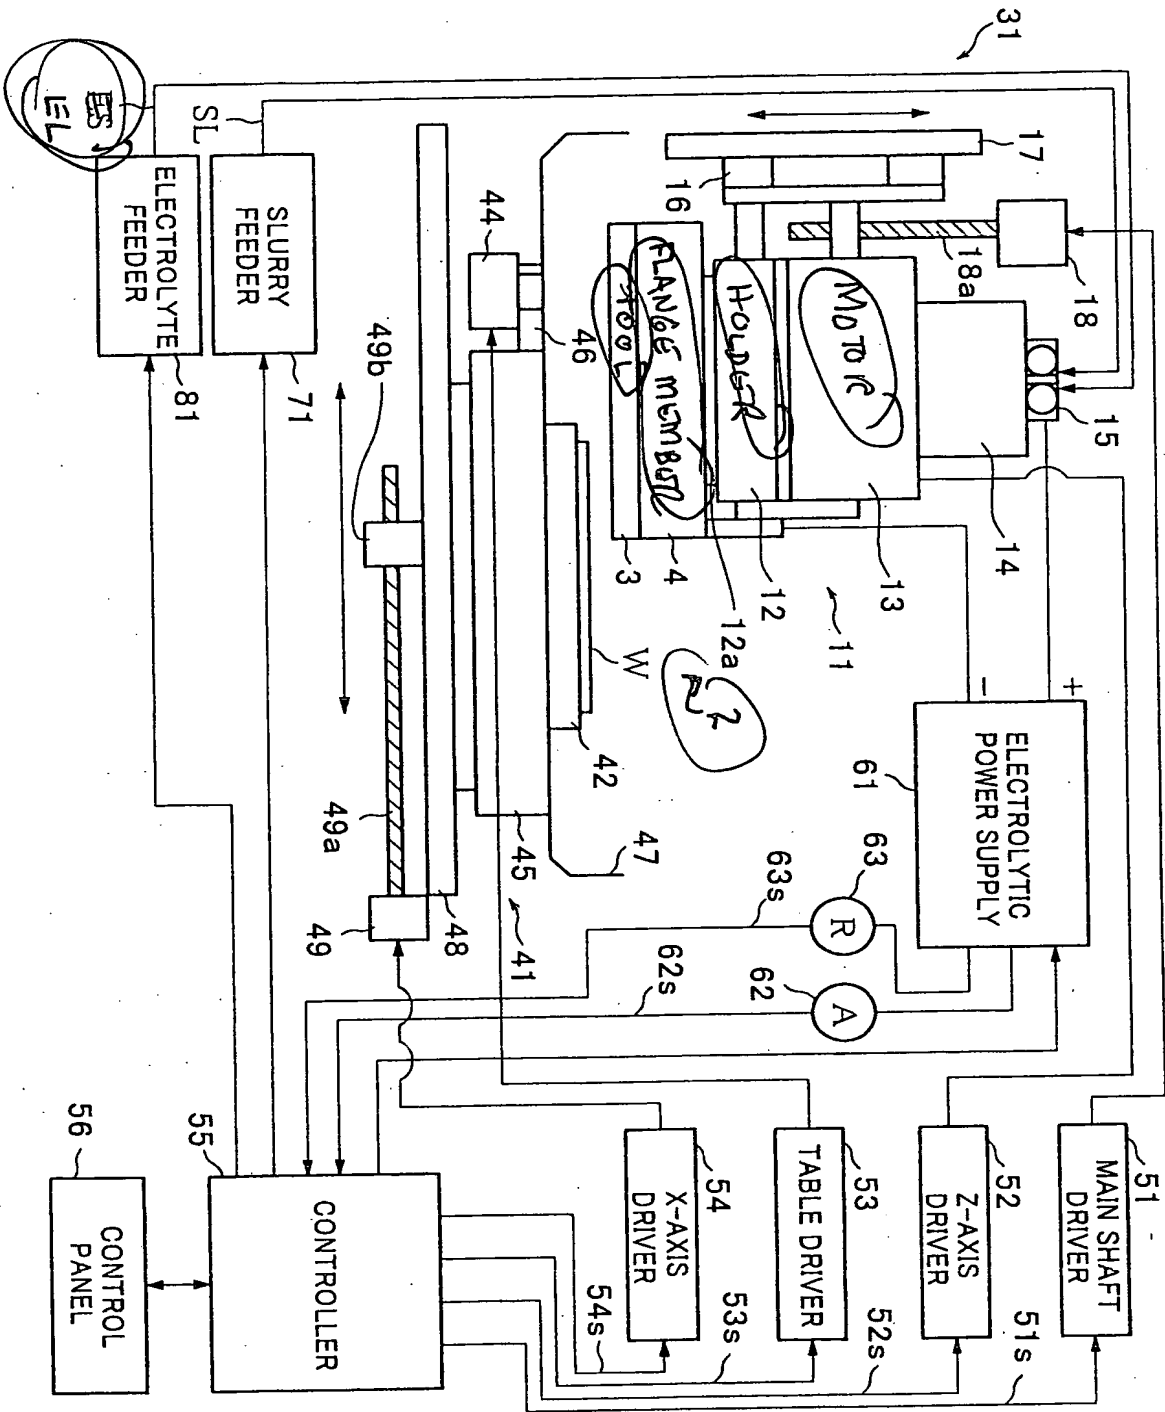 31
17
16
18
18a
15
14
13
MOTOR
HOLDER
12
12a
11
FLANGE MEMBER
4
TOOL
3
44
46
W
42
47
45
41
48
49
49a
49b
SL
EL
SLURRY
FEEDER
71
ELECTROLYTE
FEEDER
81
+
-
ELECTROLYTIC
POWER SUPPLY
61
63
R
63s
62
A
62s
MAIN SHAFT
DRIVER
51
Z-AXIS
DRIVER
52
TABLE DRIVER
53
X-AXIS
DRIVER
54
51s
52s
53s
54s
CONTROLLER
55
CONTROL
PANEL
56